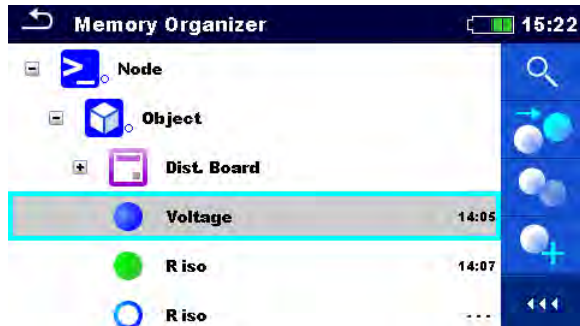 Memory Organizer 15:22
Node
Object
Dist. Board
Voltage 14:05
R iso 14:07
R iso ---